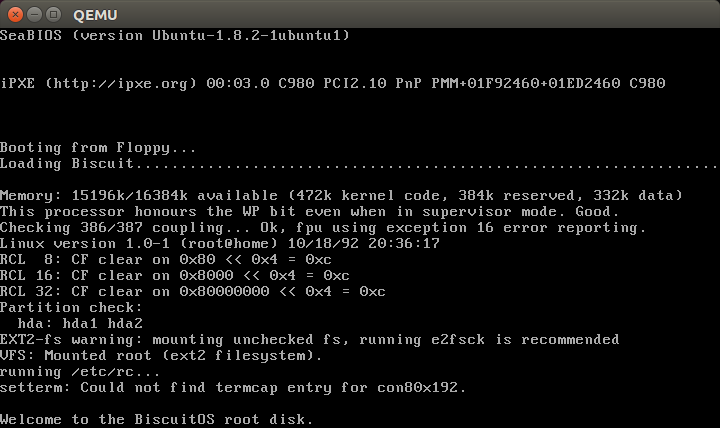 QEMU
SeaBIOS (version Ubuntu-1.8.2-1ubuntu1)
iPXE (http://ipxe.org) 00:03.0 C980 PCI2.10 PnP PMM+01F92460+01ED2460 C980
Booting from Floppy...
Loading Biscuit.........................................................................
Memory: 15196k/16384k available (472k kernel code, 384k reserved, 332k data)
This processor honours the WP bit even when in supervisor mode. Good.
Checking 386/387 coupling... Ok, fpu using exception 16 error reporting.
Linux version 1.0-1 (root@home) 10/18/92 20:36:17
RCL  8: CF clear on 0x80 << 0x4 = 0xc
RCL 16: CF clear on 0x8000 << 0x4 = 0xc
RCL 32: CF clear on 0x80000000 << 0x4 = 0xc
Partition check:
  hda: hda1 hda2
EXT2-fs warning: mounting unchecked fs, running e2fsck is recommended
VFS: Mounted root (ext2 filesystem).
running /etc/rc...
setterm: Could not find termcap entry for con80x192.
Welcome to the BiscuitOS root disk.